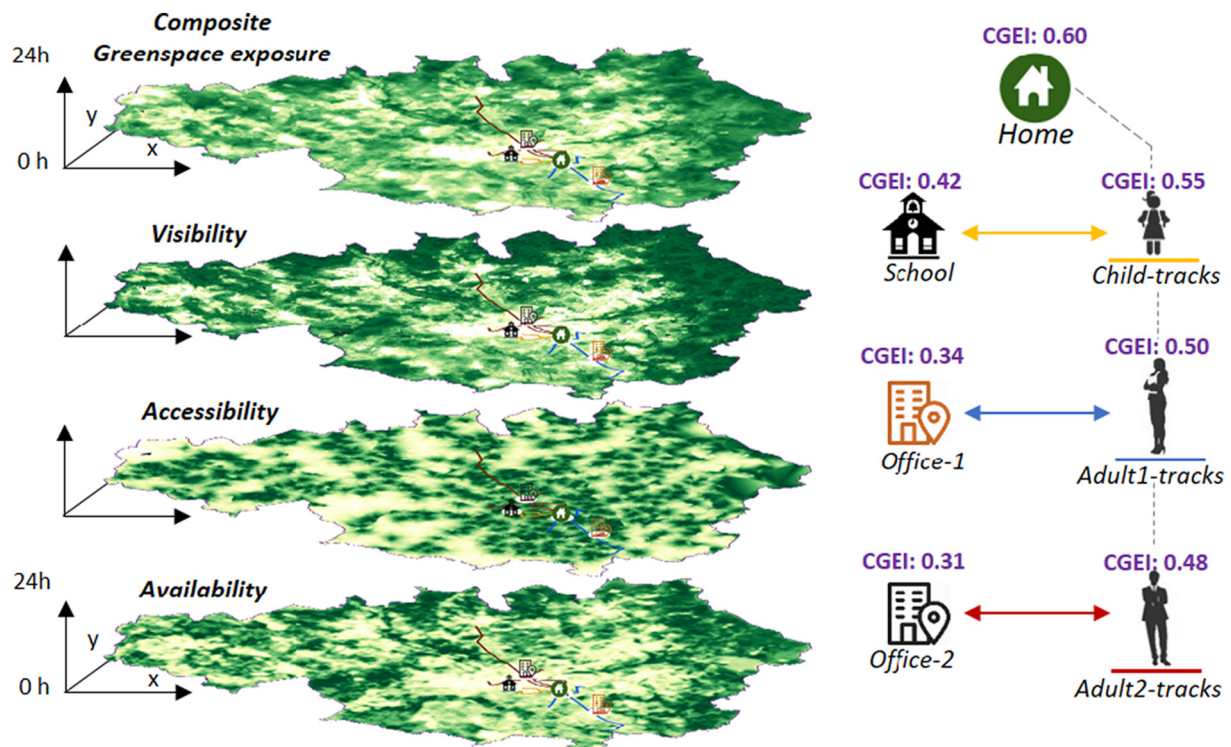 Composite
Greenspace exposure
24h
y
x
0 h
Visibility
Accessibility
Availability
24h
y
x
0 h
CGEI: 0.60
Home
CGEI: 0.42
School
CGEI: 0.55
Child-tracks
CGEI: 0.34
Office-1
CGEI: 0.50
Adult1-tracks
CGEI: 0.31
Office-2
CGEI: 0.48
Adult2-tracks